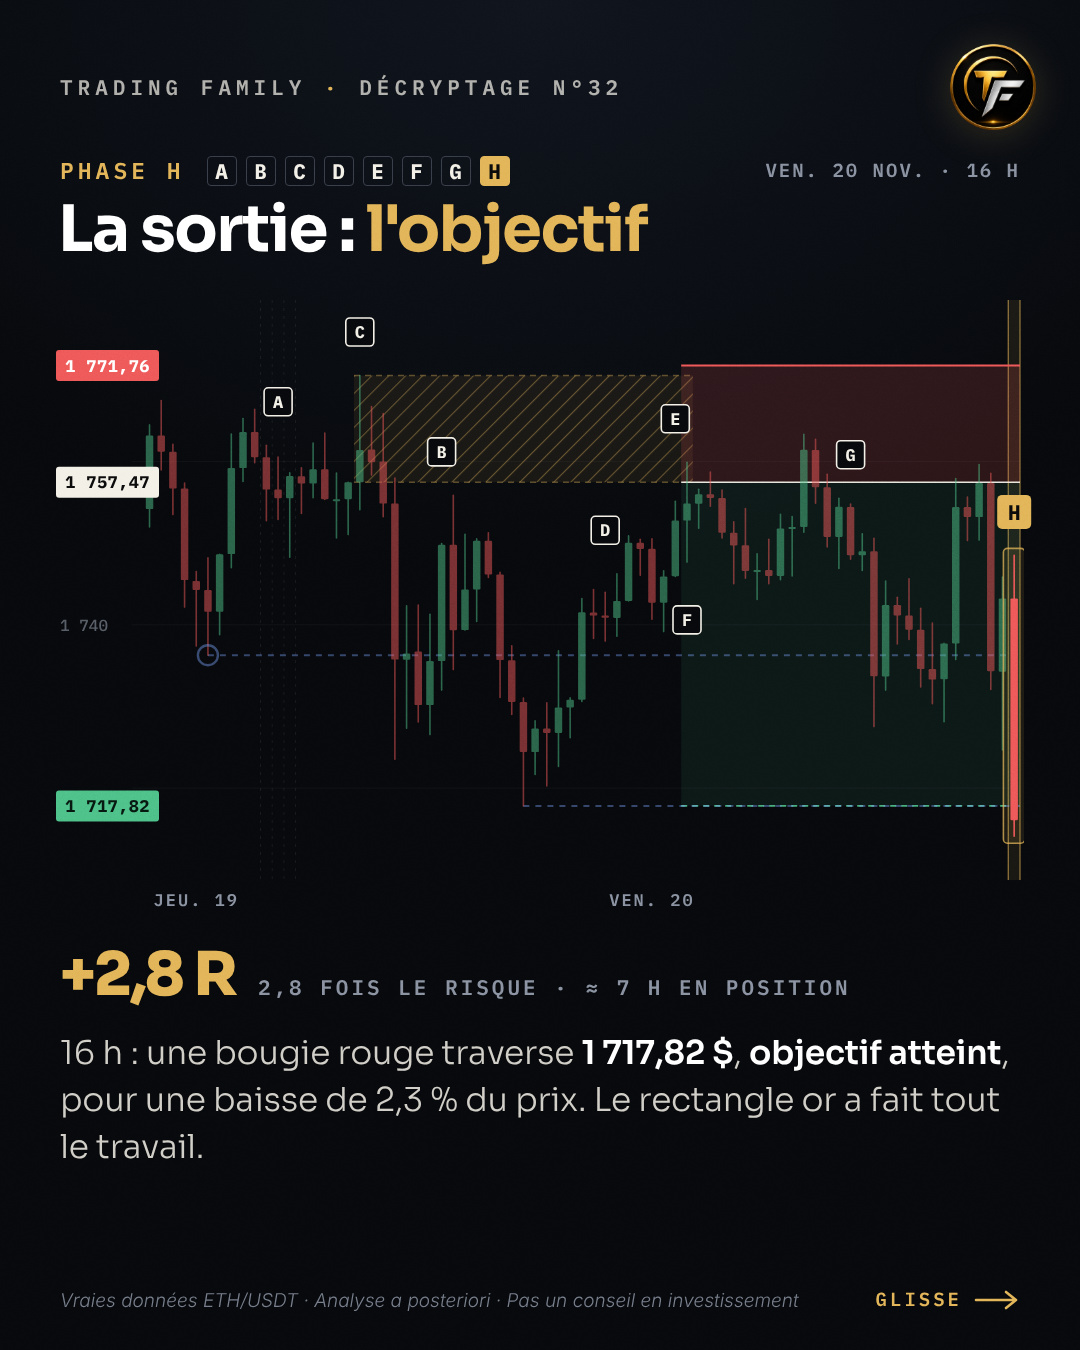 TRADING FAMILY · DÉCRYPTAGE N°32
TF
PHASE H A B C D E F G H
VEN. 20 NOV. · 16 H
La sortie : l'objectif
C
1 771,76
A
E
B
G
1 757,47
H
D
F
1 740
1 717,82
JEU. 19
VEN. 20
+2,8 R 2,8 FOIS LE RISQUE · ≈ 7 H EN POSITION
16 h : une bougie rouge traverse 1 717,82 $, objectif atteint,
pour une baisse de 2,3 % du prix. Le rectangle or a fait tout
le travail.
Vraies données ETH/USDT · Analyse a posteriori · Pas un conseil en investissement
GLISSE →